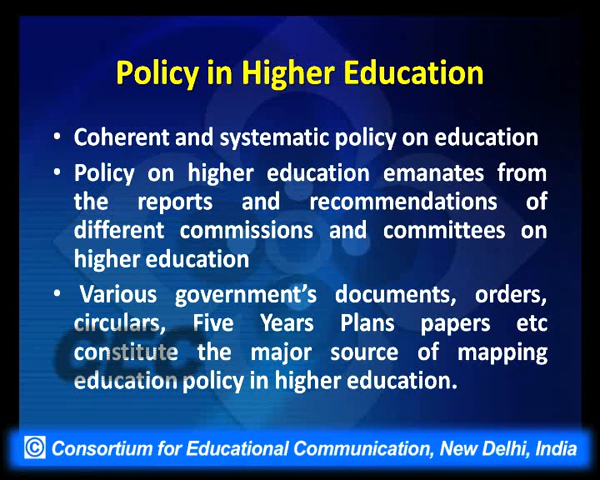 Policy in Higher Education
• Coherent and systematic policy on education
• Policy on higher education emanates from
the reports and recommendations of
different commissions and committees on
higher education
• Various government's documents, orders,
circulars, Five Years Plans papers etc
constitute the major source of mapping
education policy in higher education.
CEC
© Consortium for Educational Communication, New Delhi, India